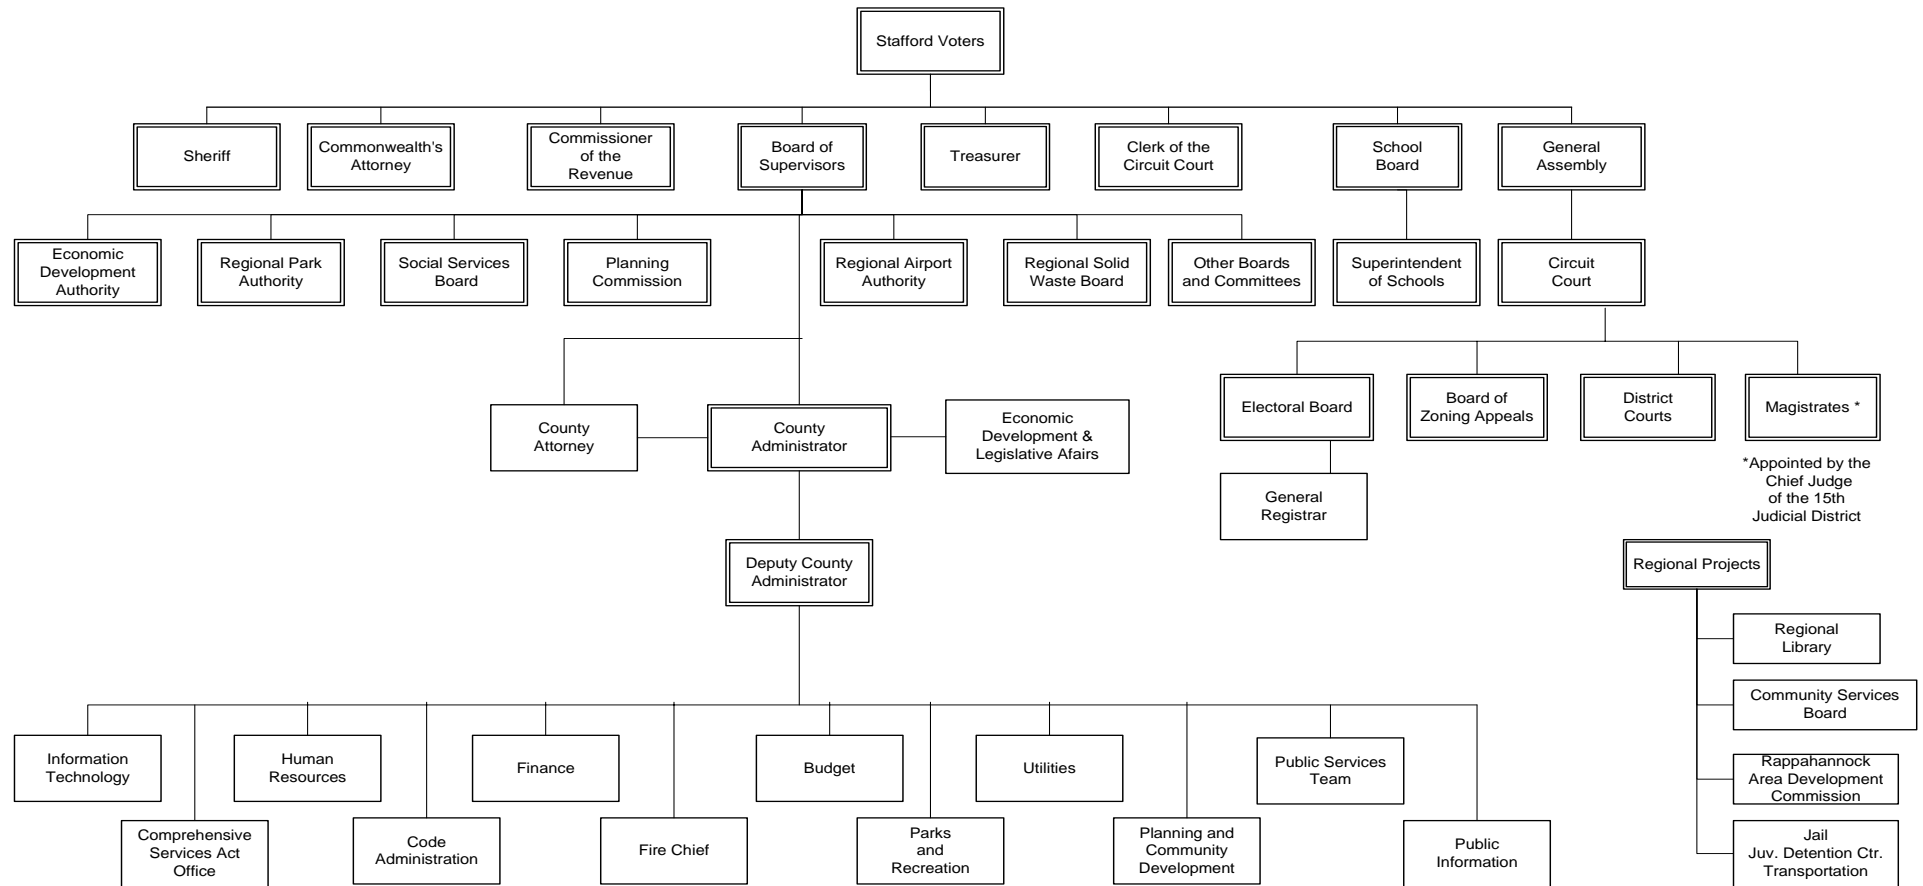 Stafford Voters
Sheriff
Commonwealth's
Attorney
Commissioner
of the
Revenue
Board of
Supervisors
Treasurer
Clerk of the
Circuit Court
School
Board
General
Assembly
Economic
Development
Authority
Regional Park
Authority
Social Services
Board
Planning
Commission
Regional Airport
Authority
Regional Solid
Waste Board
Other Boards
and Committees
Superintendent
of Schools
Circuit
Court
County
Attorney
County
Administrator
Economic
Development &
Legislative Afairs
Electoral Board
Board of
Zoning Appeals
District
Courts
Magistrates *
*Appointed by the
Chief Judge
of the 15th
Judicial District
General
Registrar
Deputy County
Administrator
Regional Projects
Regional
Library
Community Services
Board
Rappahannock
Area Development
Commission
Jail
Juv. Detention Ctr.
Transportation
Information
Technology
Human
Resources
Finance
Budget
Utilities
Public Services
Team
Comprehensive
Services Act
Office
Code
Administration
Fire Chief
Parks
and
Recreation
Planning and
Community
Development
Public
Information